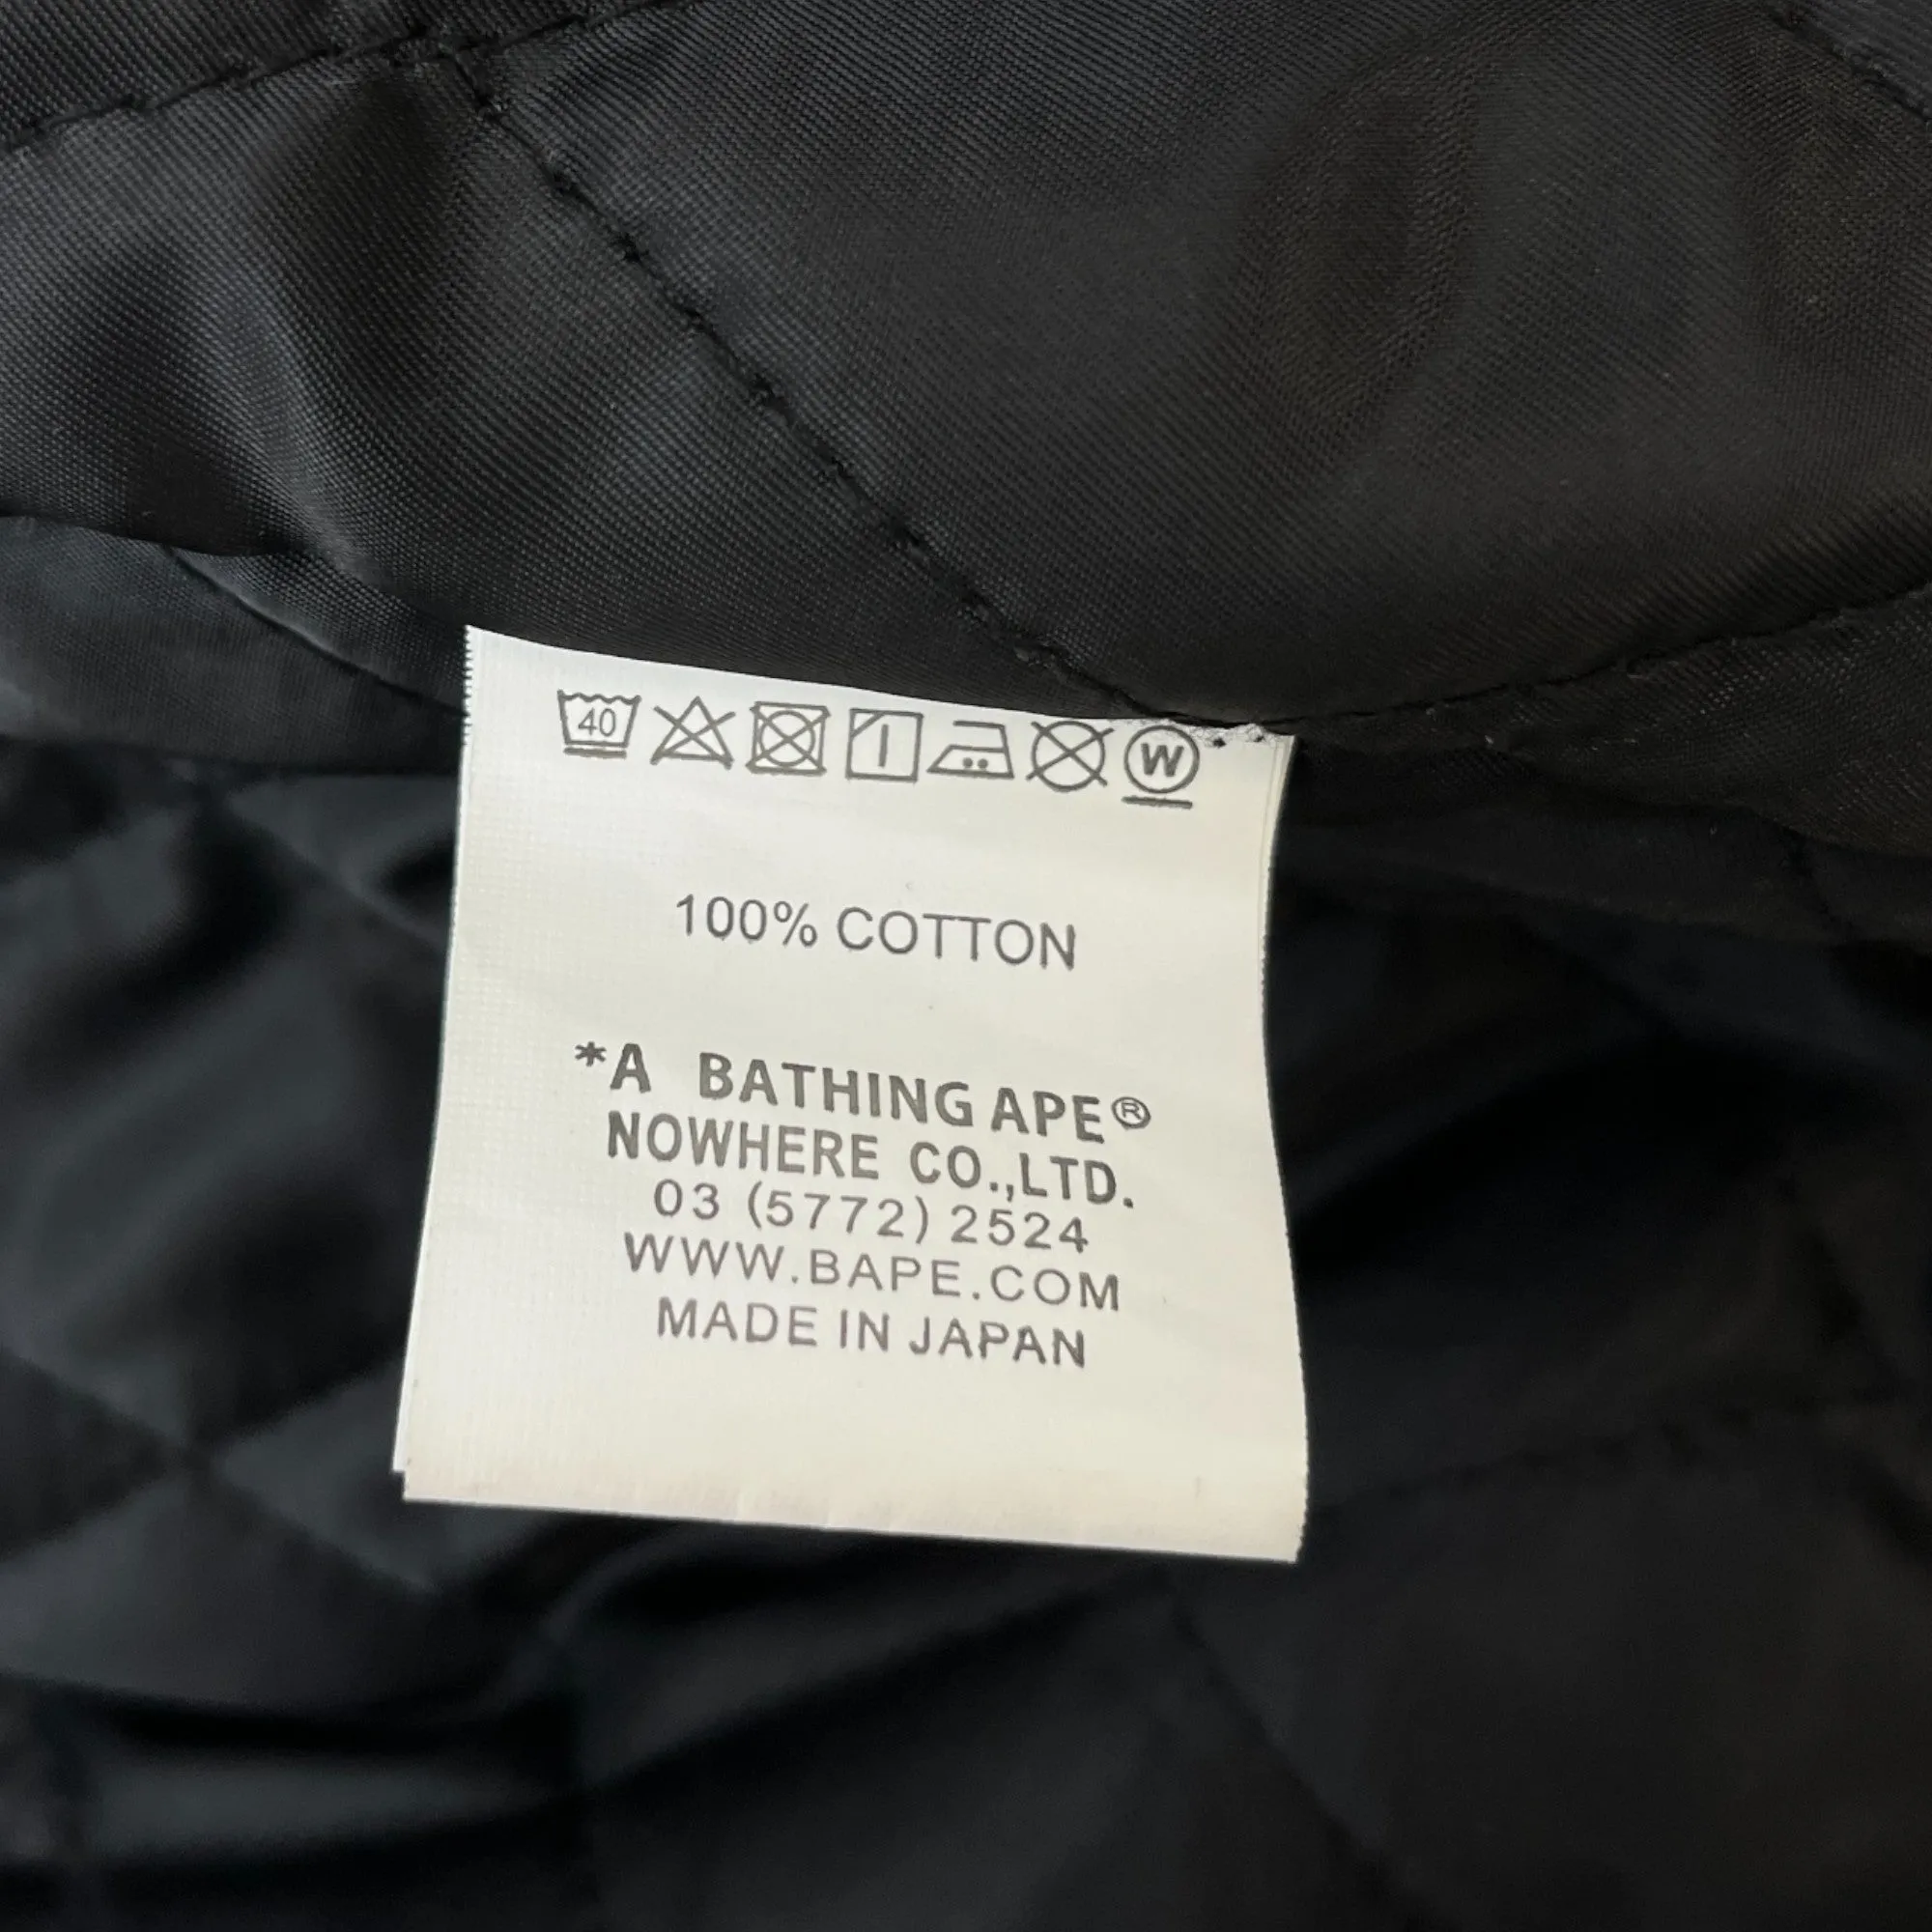 40 W
100% COTTON
*A BATHING APE®
NOWHERE CO.,LTD.
03 (5772) 2524
WWW.BAPE.COM
MADE IN JAPAN